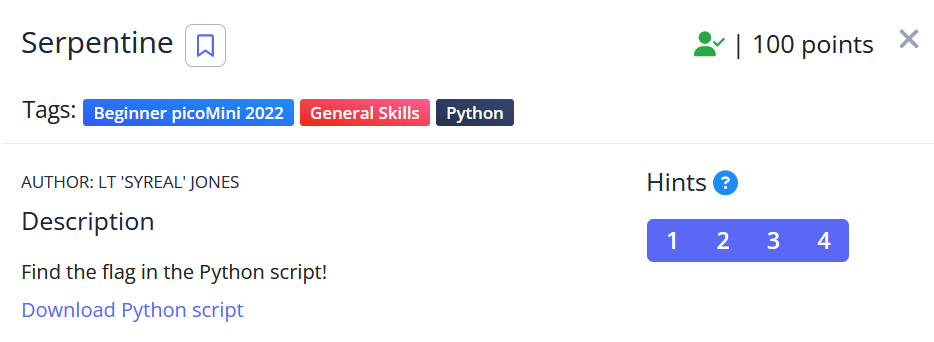 Serpentine
| 100 points
Tags: Beginner picoMini 2022 General Skills Python
AUTHOR: LT 'SYREAL' JONES
Hints ?
Description
1 2 3 4
Find the flag in the Python script!
Download Python script